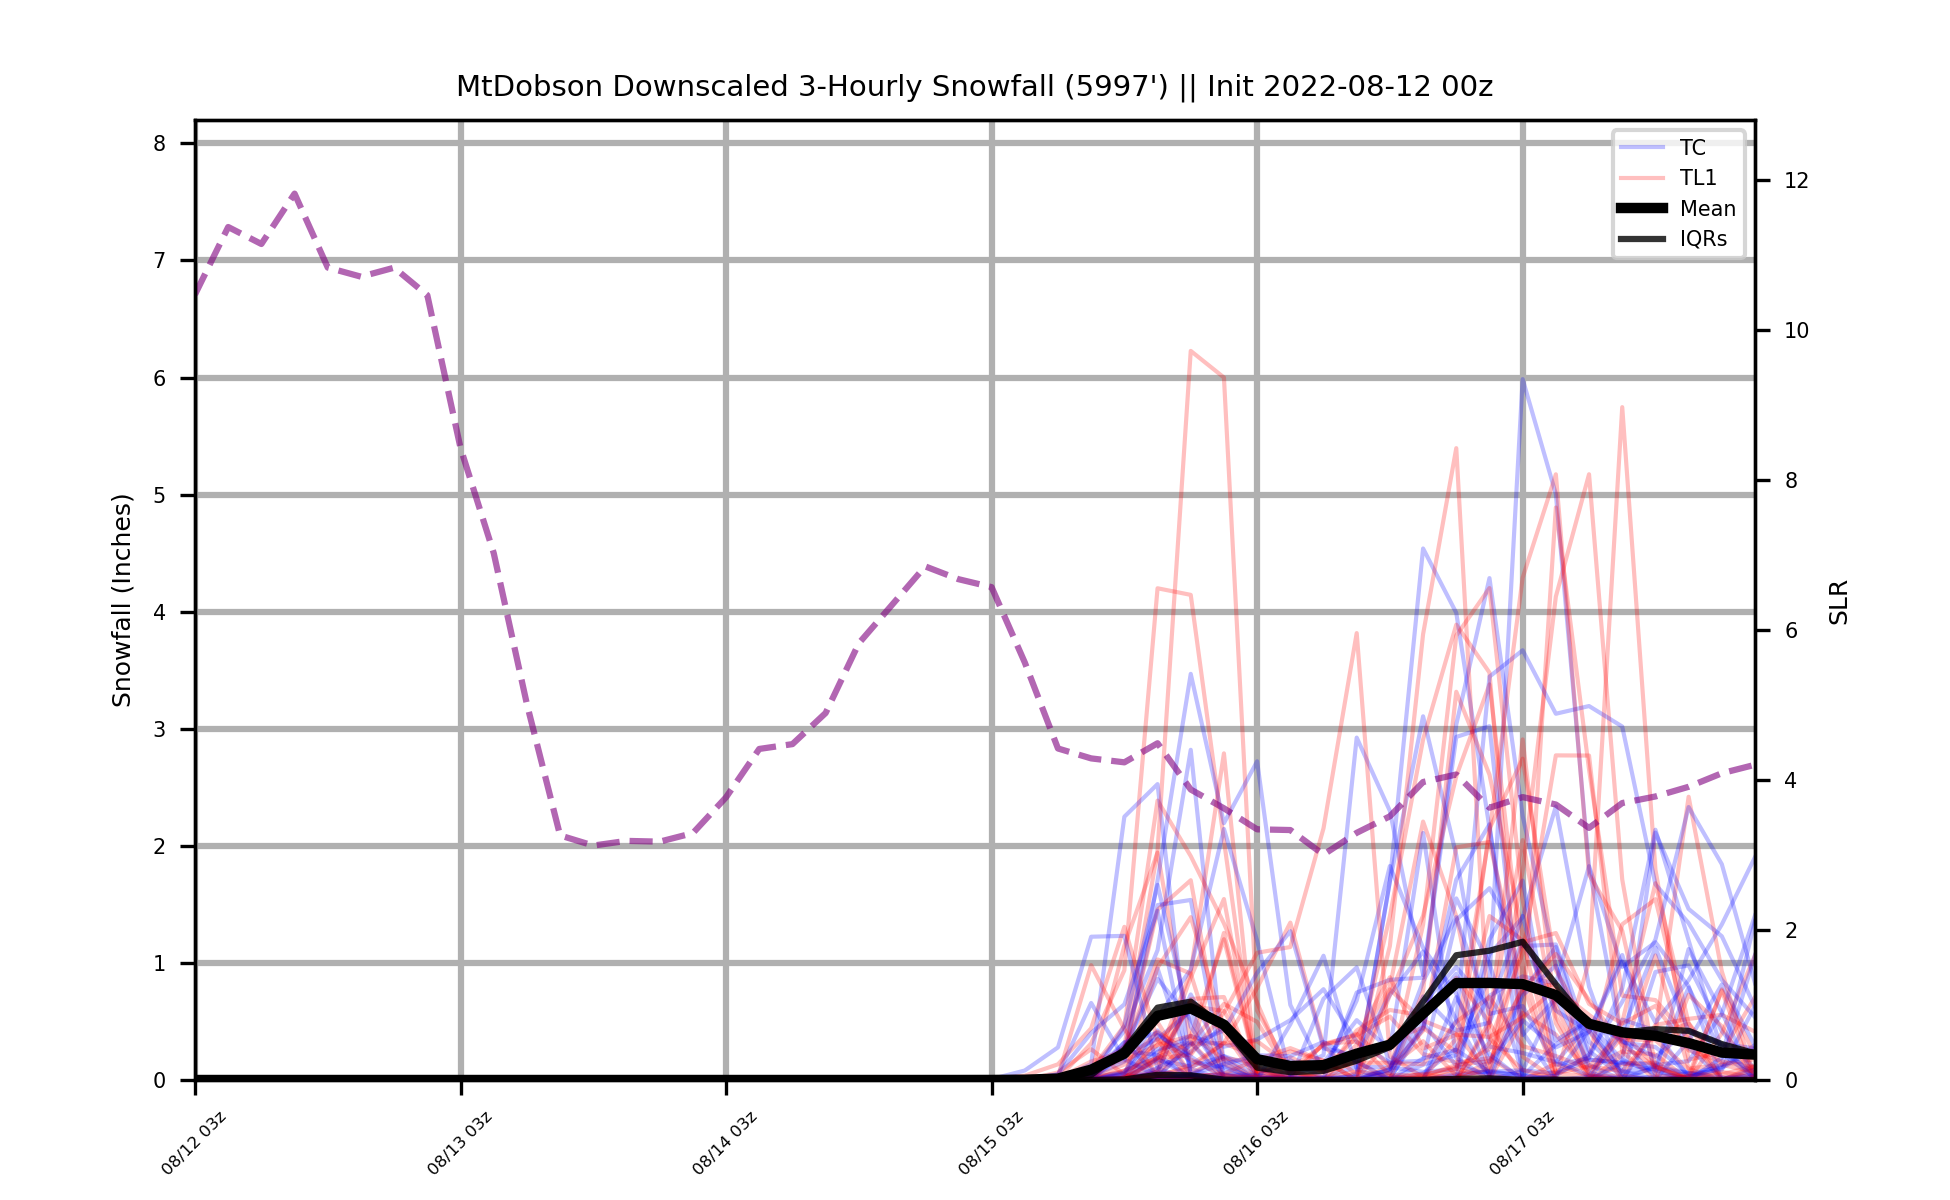 MtDobson Downscaled 3-Hourly Snowfall (5997') || Init 2022-08-12 00z
Snowfall (Inches)
8
7
6
5
4
3
2
1
0
TC
TL1
Mean
IQRs
12
10
8
6
4
2
0
SLR
08/12 03z
08/13 03z
08/14 03z
08/15 03z
08/16 03z
08/17 03z